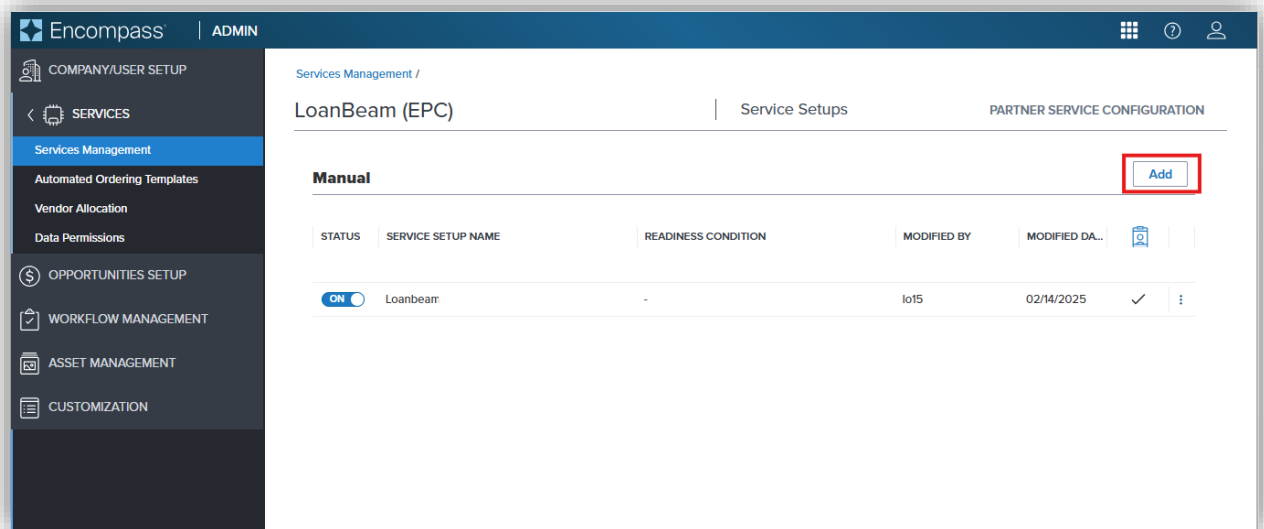 Encompass | ADMIN
COMPANY/USER SETUP
SERVICES
Services Management
Automated Ordering Templates
Vendor Allocation
Data Permissions
OPPORTUNITIES SETUP
WORKFLOW MANAGEMENT
ASSET MANAGEMENT
CUSTOMIZATION
Services Management /
LoanBeam (EPC) | Service Setups PARTNER SERVICE CONFIGURATION
Manual Add
STATUS SERVICE SETUP NAME READINESS CONDITION MODIFIED BY MODIFIED DA...
ON Loanbeam - lo15 02/14/2025